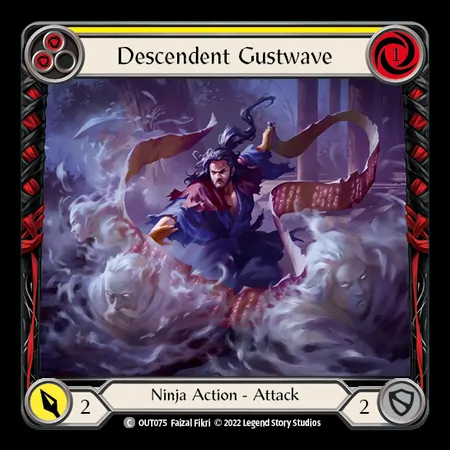 Descendent Gustwave
1
Ninja Action - Attack
2
2
C OUT075 Faizal Fikri © 2022 Legend Story Studios